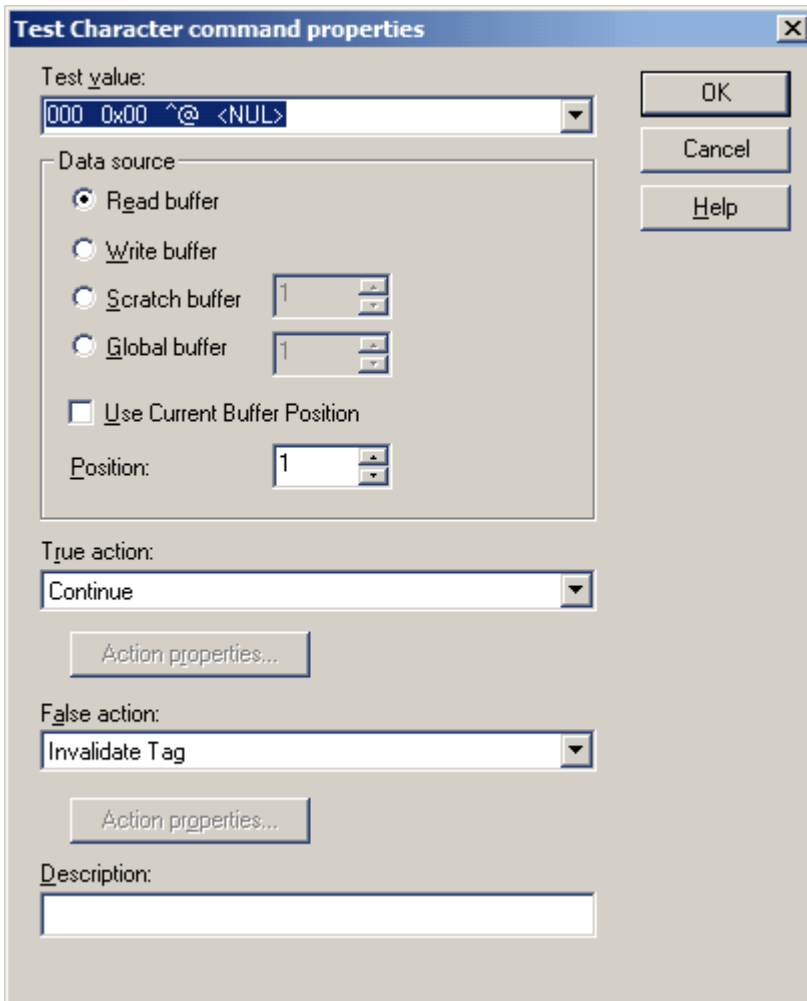 Test Character command properties
Test value:
000 0x00 ^@ <NUL>
OK
Cancel
Help
Data source
Read buffer
Write buffer
Scratch buffer 1
Global buffer 1
Use Current Buffer Position
Position: 1
True action:
Continue
Action properties...
False action:
Invalidate Tag
Action properties...
Description: